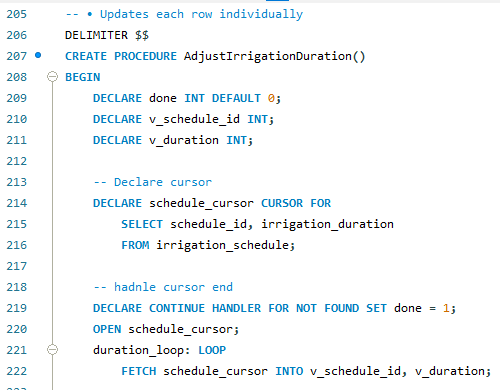 205 -- • Updates each row individually
206 DELIMITER $$
207 CREATE PROCEDURE AdjustIrrigationDuration()
208 BEGIN
209 DECLARE done INT DEFAULT 0;
210 DECLARE v_schedule_id INT;
211 DECLARE v_duration INT;
212
213 -- Declare cursor
214 DECLARE schedule_cursor CURSOR FOR
215 SELECT schedule_id, irrigation_duration
216 FROM irrigation_schedule;
217
218 -- hadnle cursor end
219 DECLARE CONTINUE HANDLER FOR NOT FOUND SET done = 1;
220 OPEN schedule_cursor;
221 duration_loop: LOOP
222 FETCH schedule_cursor INTO v_schedule_id, v_duration;